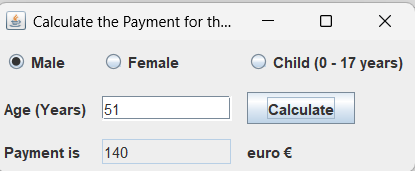 Calculate the Payment for th...
Male Female Child (0 - 17 years)
Age (Years) 51 Calculate
Payment is 140 euro €